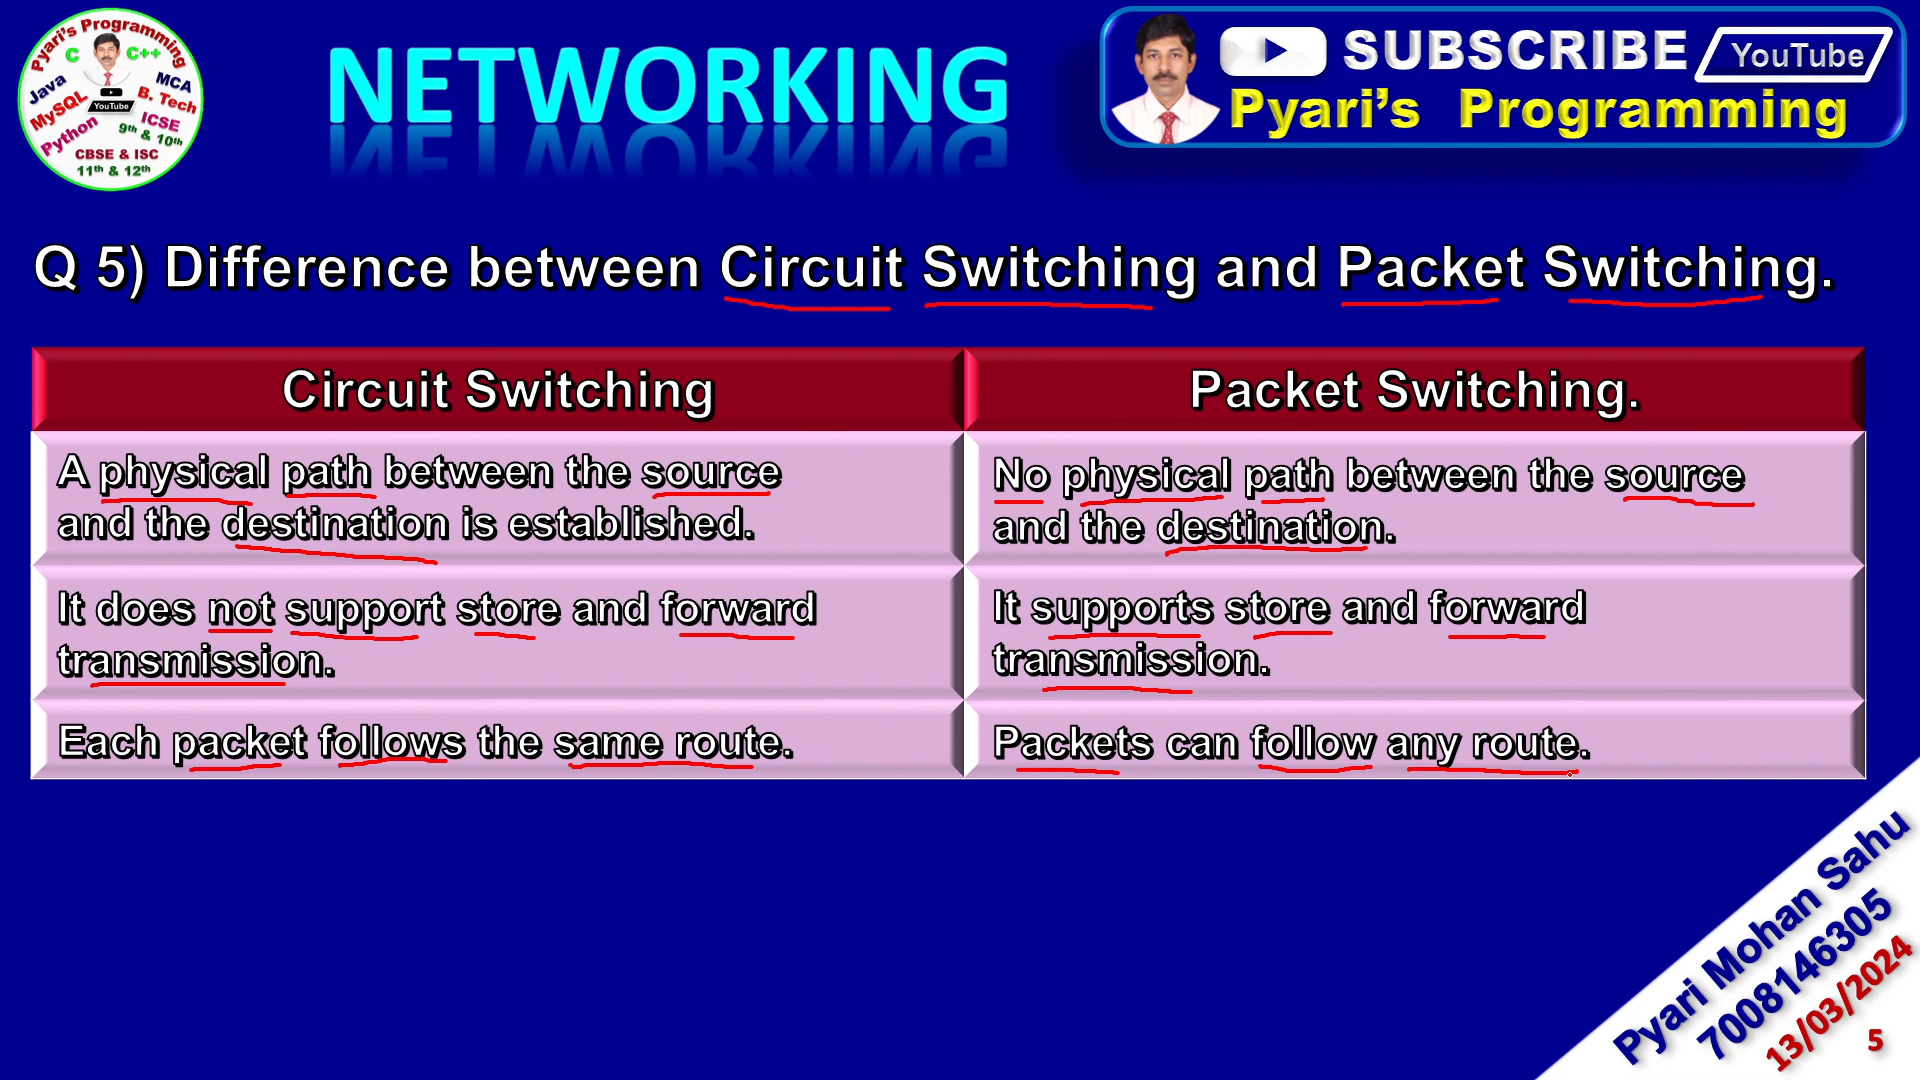 Pyari's Programming
C
C++
Java
MCA
MySQL
YouTube
B. Tech
Python
ICSE
9th & 10th
CBSE & ISC
11th & 12th
NETWORKING
SUBSCRIBE YouTube
Pyari's Programming
Q 5) Difference between Circuit Switching and Packet Switching.
Circuit Switching
Packet Switching.
A physical path between the source
and the destination is established.
No physical path between the source
and the destination.
It does not support store and forward
transmission.
It supports store and forward
transmission.
Each packet follows the same route.
Packets can follow any route.
Pyari Mohan Sahu
7008146305
13/03/2024
5